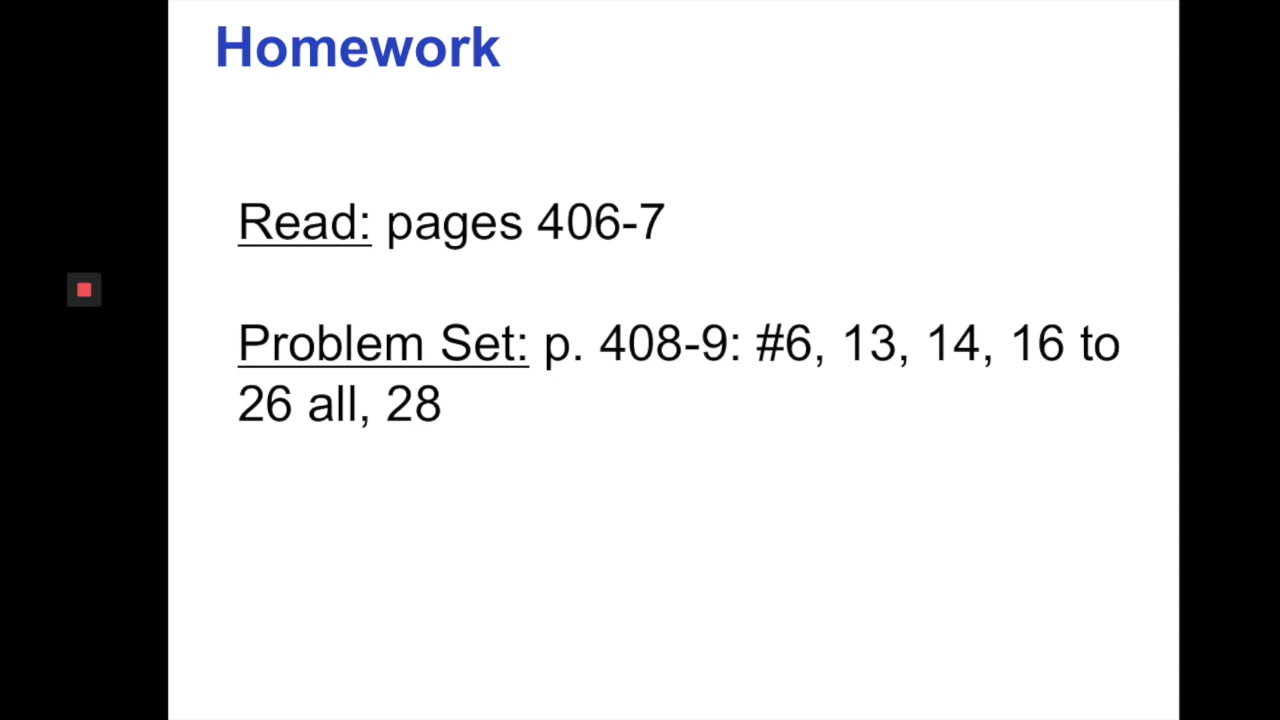 Homework
Read: pages 406-7
Problem Set: p. 408-9: #6, 13, 14, 16 to
26 all, 28